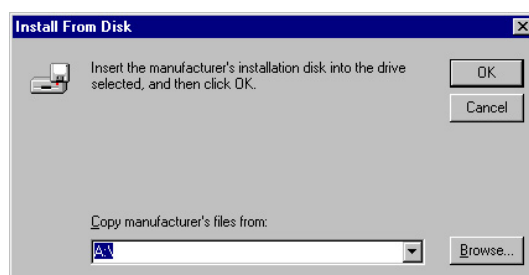 Install From Disk
Insert the manufacturer's installation disk into the drive
selected, and then click OK.
OK
Cancel
Copy manufacturer's files from:
A:\
Browse...